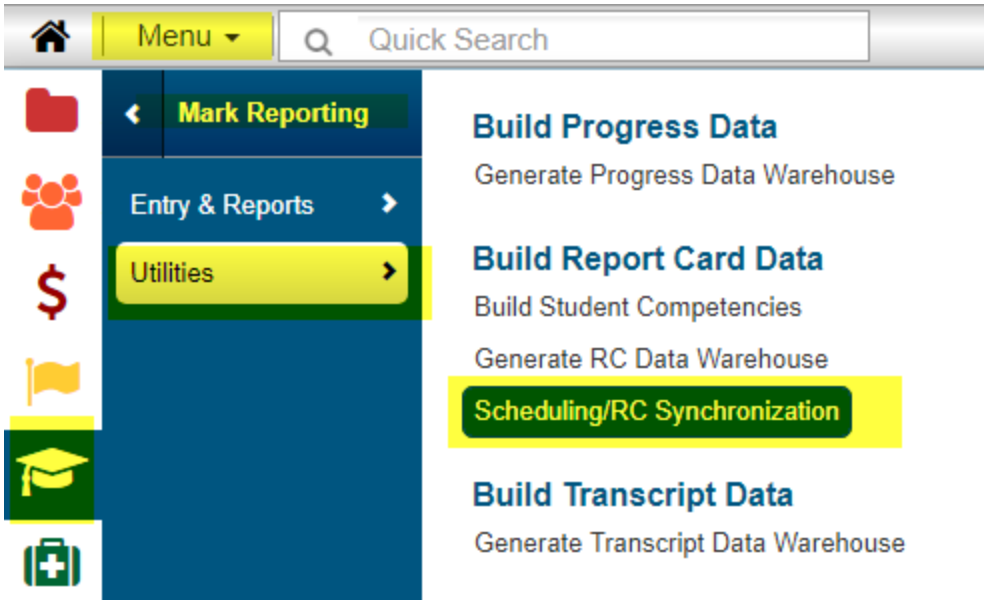 Menu
Quick Search
Mark Reporting
Entry & Reports
Utilities
Build Progress Data
Generate Progress Data Warehouse
Build Report Card Data
Build Student Competencies
Generate RC Data Warehouse
Scheduling/RC Synchronization
Build Transcript Data
Generate Transcript Data Warehouse